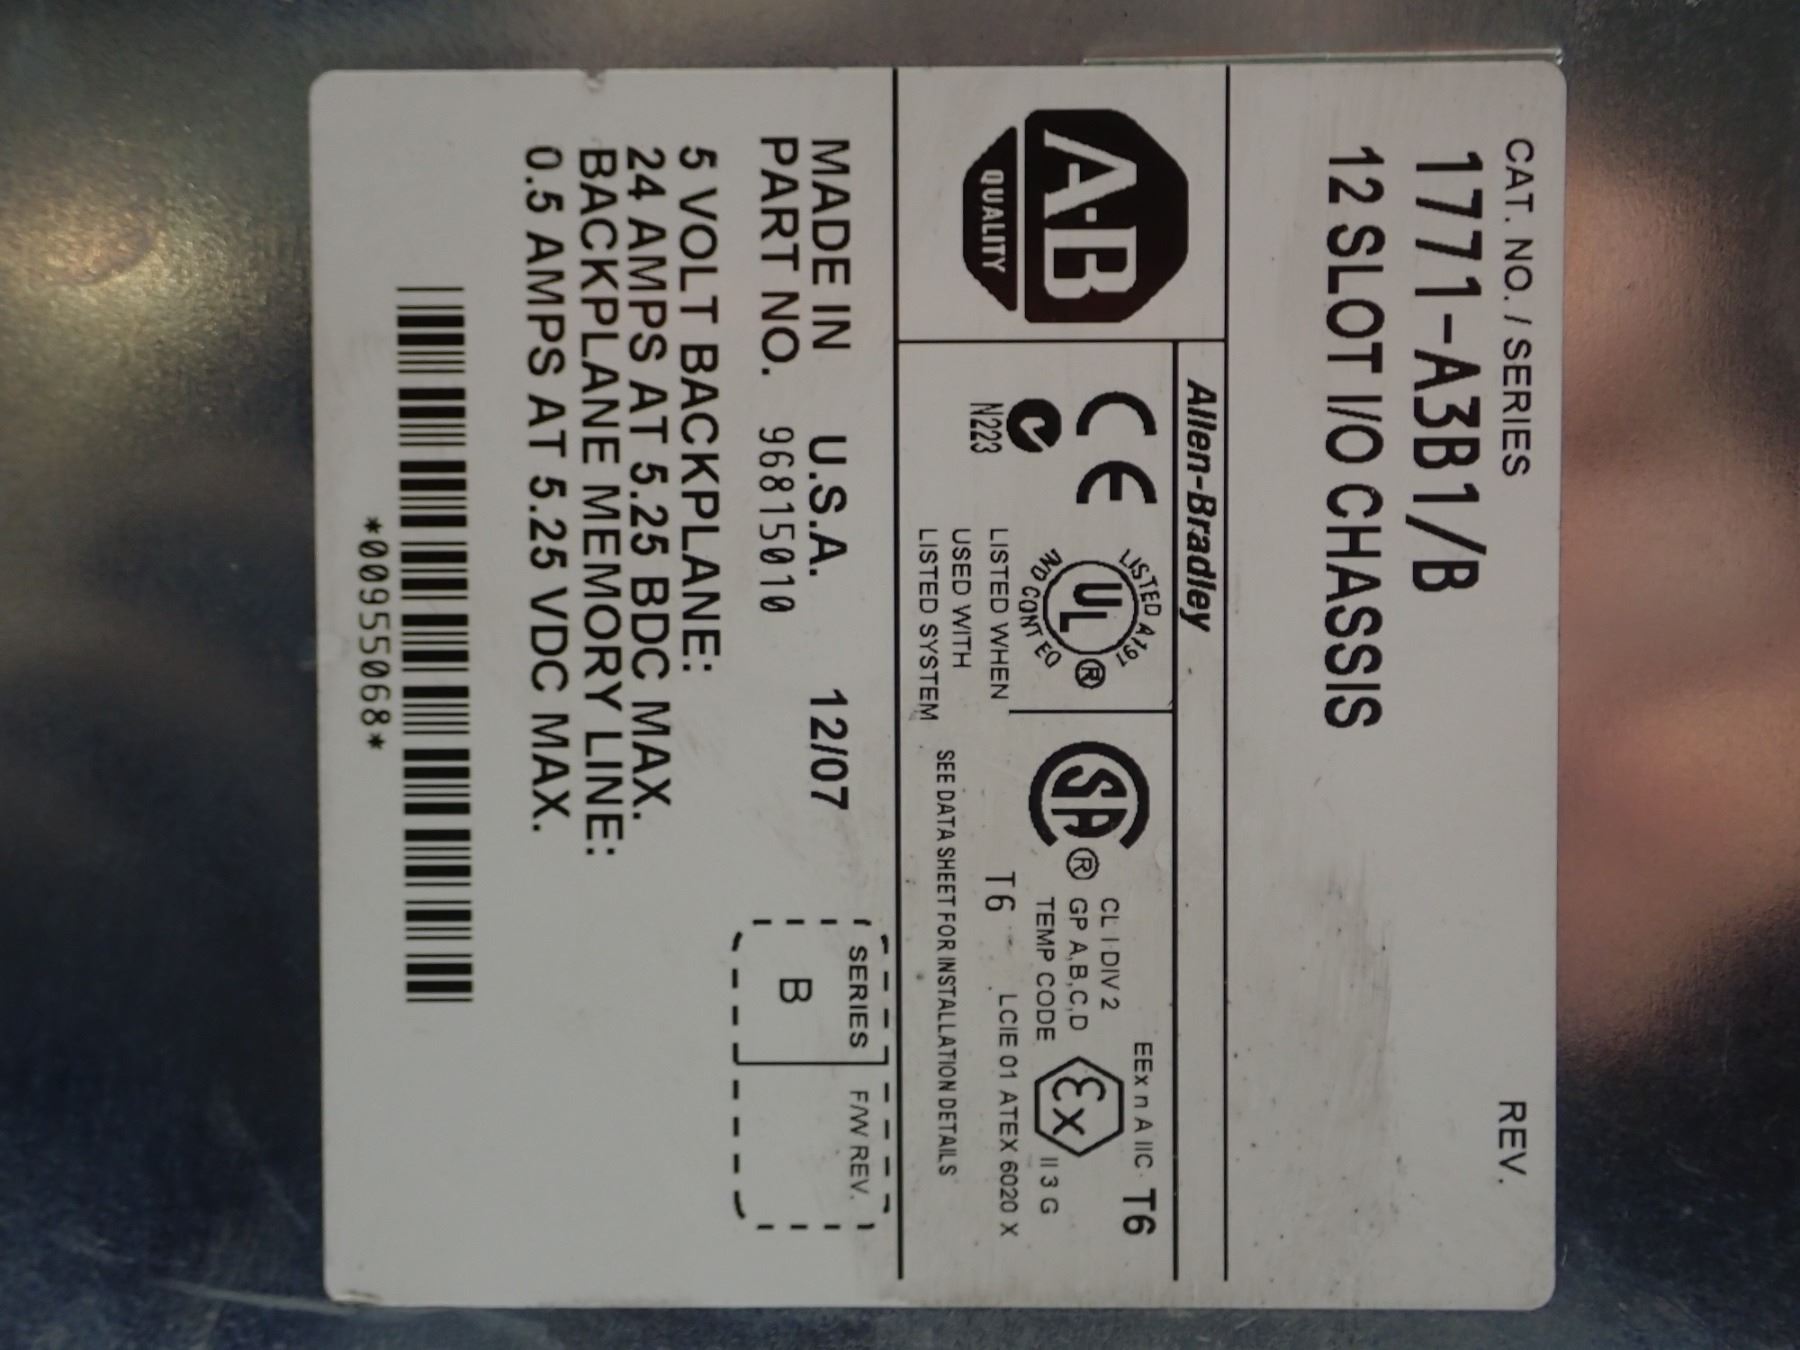 CAT. NO. / SERIES REV.
1771-A3B1/B
12 SLOT I/O CHASSIS
Allen-Bradley
A-B
QUALITY
CE
N223
LISTED A197
UL ®
IND CONT EQ
LISTED WHEN
USED WITH
LISTED SYSTEM
SA ®
CL I DIV 2
GP A,B,C,D
TEMP CODE
T6
EEx n A IIC T6
Ex II 3 G
LCIE 01 ATEX 6020 X
SEE DATA SHEET FOR INSTALLATION DETAILS
MADE IN U.S.A. 12/07
PART NO. 96815010
SERIES F/W REV.
B
5 VOLT BACKPLANE:
24 AMPS AT 5.25 BDC MAX.
BACKPLANE MEMORY LINE:
0.5 AMPS AT 5.25 VDC MAX.
*00955068*